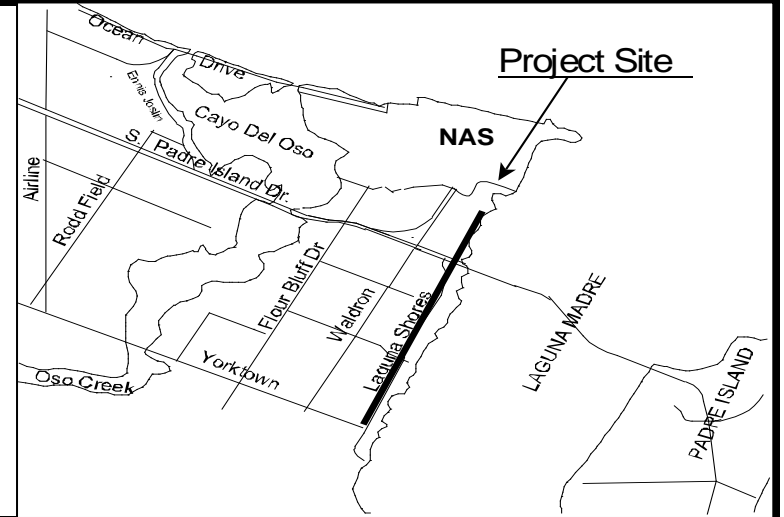 Ocean
Drive
Project Site
Ennis Joslin
Cayo Del Oso
NAS
S. Padre Island Dr.
Airline
Rodd Field
Flour Bluff Dr
Waldron
Laguna Shores
LAGUNA MADRE
Yorktown
Oso Creek
PADRE ISLAND